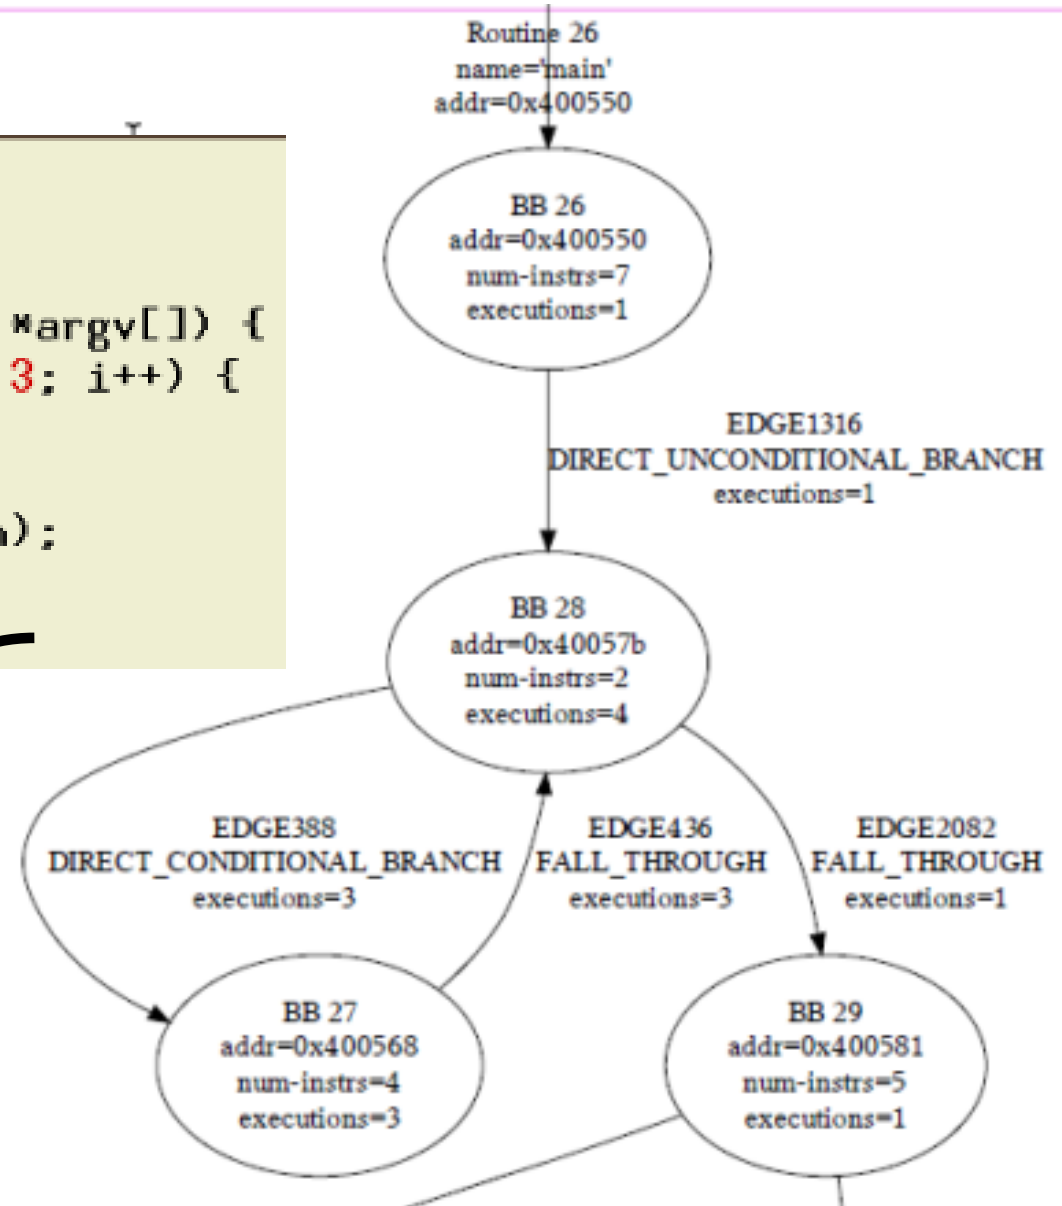 Routine 26
name='main'
addr=0x400550
BB 26
addr=0x400550
num-instrs=7
executions=1
*argv[]) {
3; i++) {
);
EDGE1316
DIRECT_UNCONDITIONAL_BRANCH
executions=1
BB 28
addr=0x40057b
num-instrs=2
executions=4
EDGE388
DIRECT_CONDITIONAL_BRANCH
executions=3
EDGE436
FALL_THROUGH
executions=3
EDGE2082
FALL_THROUGH
executions=1
BB 27
addr=0x400568
num-instrs=4
executions=3
BB 29
addr=0x400581
num-instrs=5
executions=1